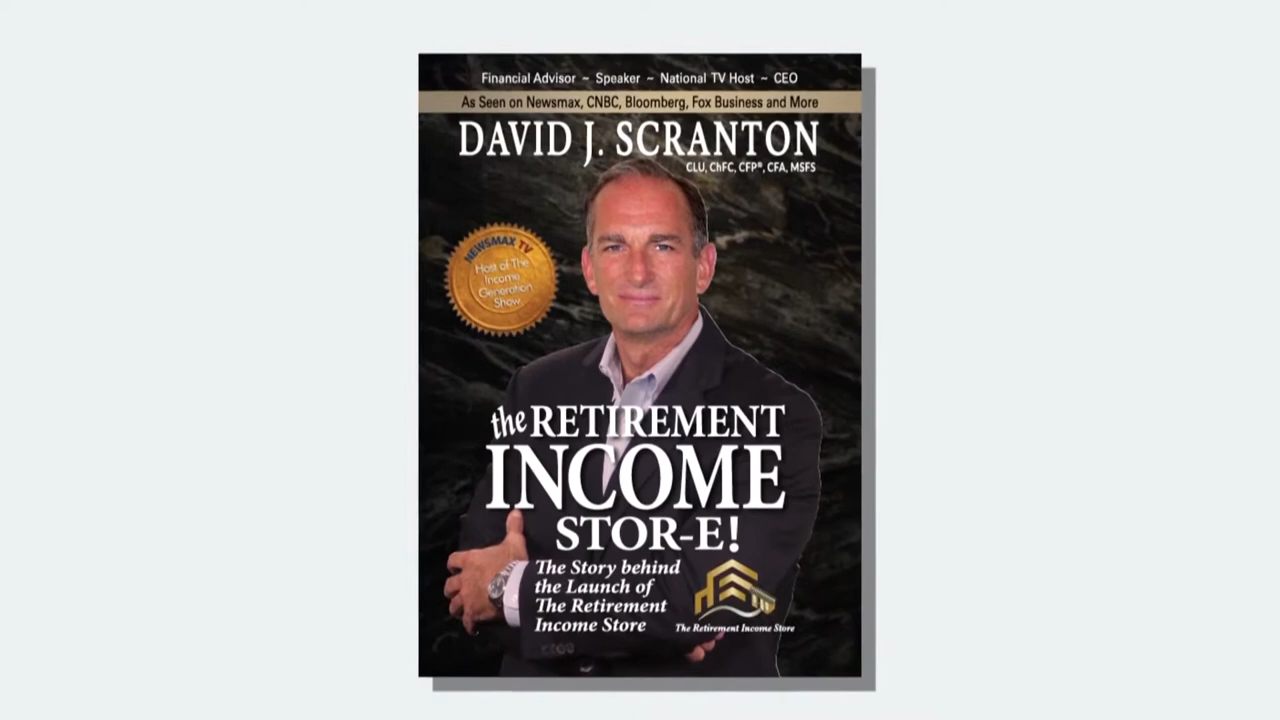 Financial Advisor ~ Speaker ~ National TV Host ~ CEO
As Seen on Newsmax, CNBC, Bloomberg, Fox Business and More
DAVID J. SCRANTON
CLU, ChFC, CFP®, CFA, MSFS
NEWSMAX TV
Host of The
Income
Generation
Show
the RETIREMENT
INCOME
STOR-E!
The Story behind
the Launch of
The Retirement
Income Store
The Retirement Income Store